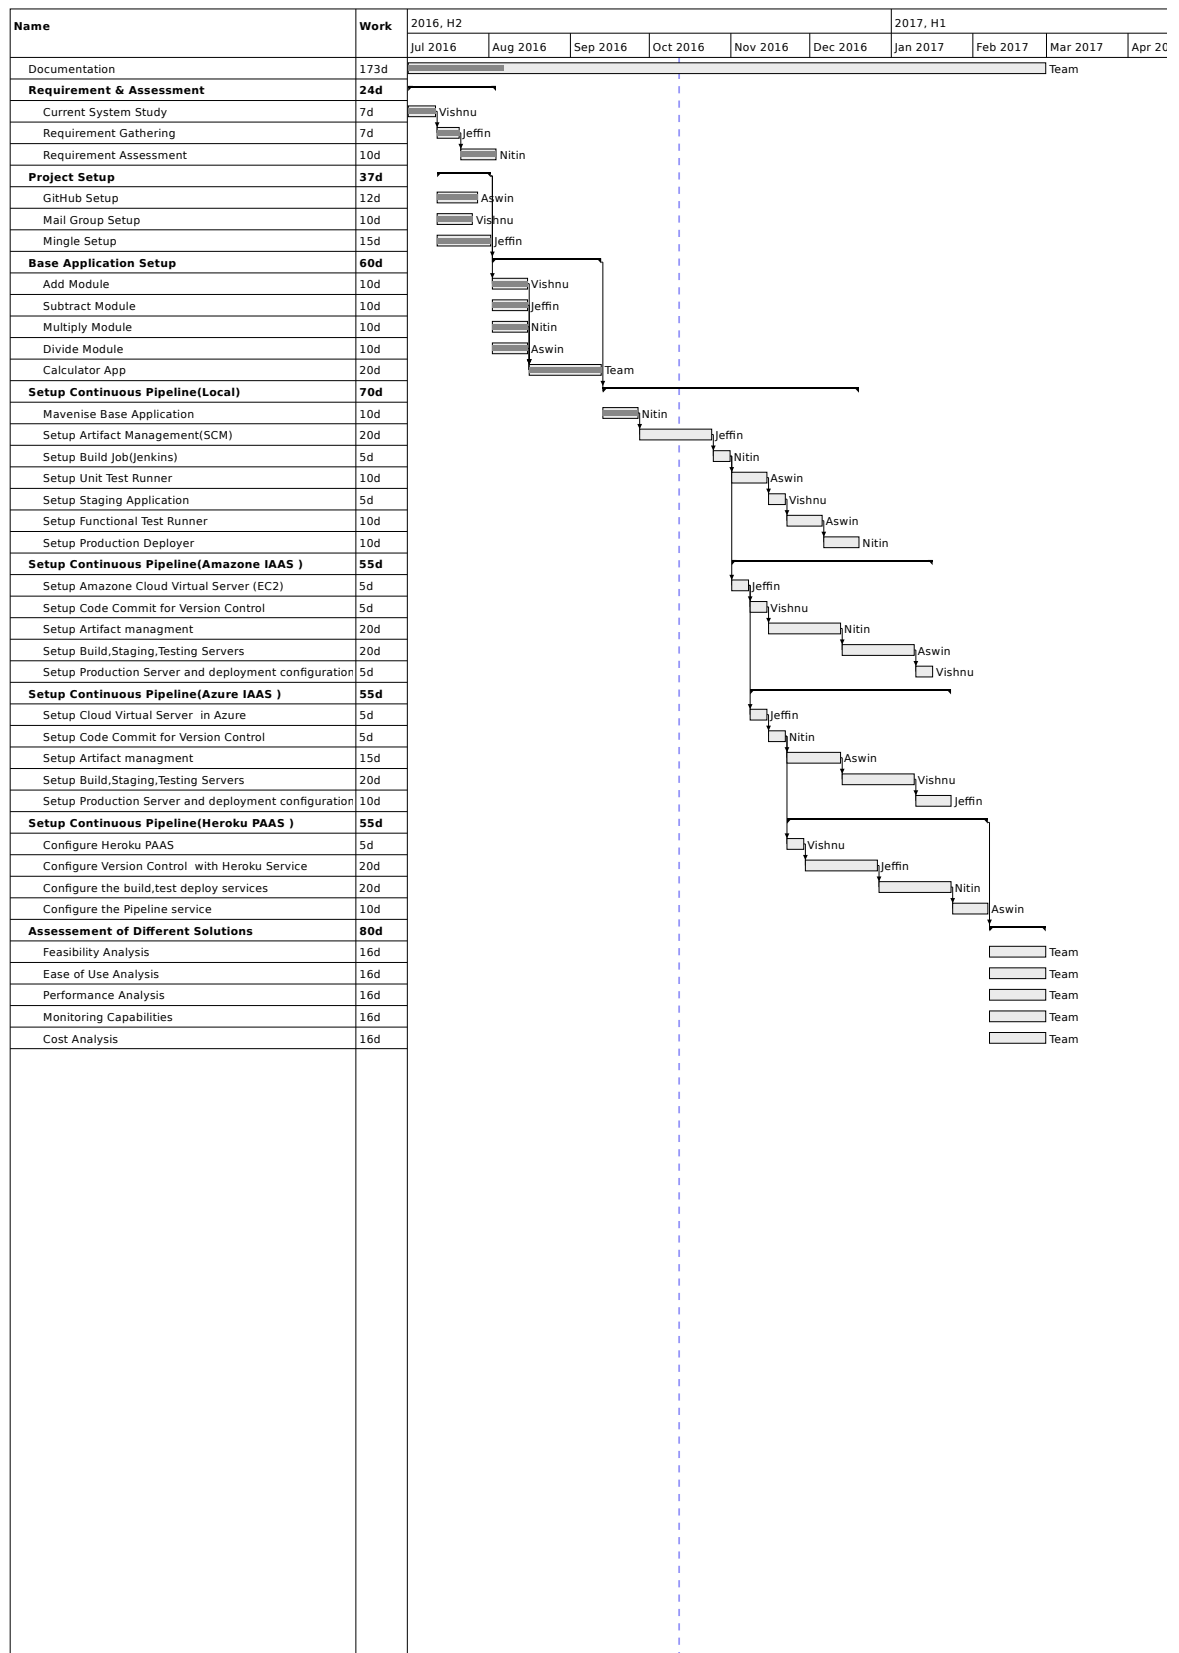 Name Work 2016, H2 2017, H1
Jul 2016 Aug 2016 Sep 2016 Oct 2016 Nov 2016 Dec 2016 Jan 2017 Feb 2017 Mar 2017 Apr 20
Documentation 173d Team
Requirement & Assessment 24d
Current System Study 7d Vishnu
Requirement Gathering 7d Jeffin
Requirement Assessment 10d Nitin
Project Setup 37d
GitHub Setup 12d Aswin
Mail Group Setup 10d Vishnu
Mingle Setup 15d Jeffin
Base Application Setup 60d
Add Module 10d Vishnu
Subtract Module 10d Jeffin
Multiply Module 10d Nitin
Divide Module 10d Aswin
Calculator App 20d Team
Setup Continuous Pipeline(Local) 70d
Mavenise Base Application 10d Nitin
Setup Artifact Management(SCM) 20d Jeffin
Setup Build Job(Jenkins) 5d Nitin
Setup Unit Test Runner 10d Aswin
Setup Staging Application 5d Vishnu
Setup Functional Test Runner 10d Aswin
Setup Production Deployer 10d Nitin
Setup Continuous Pipeline(Amazone IAAS ) 55d
Setup Amazone Cloud Virtual Server (EC2) 5d Jeffin
Setup Code Commit for Version Control 5d Vishnu
Setup Artifact managment 20d Nitin
Setup Build,Staging,Testing Servers 20d Aswin
Setup Production Server and deployment configuration 5d Vishnu
Setup Continuous Pipeline(Azure IAAS ) 55d
Setup Cloud Virtual Server  in Azure 5d Jeffin
Setup Code Commit for Version Control 5d Nitin
Setup Artifact managment 15d Aswin
Setup Build,Staging,Testing Servers 20d Vishnu
Setup Production Server and deployment configuration 10d Jeffin
Setup Continuous Pipeline(Heroku PAAS ) 55d
Configure Heroku PAAS 5d Vishnu
Configure Version Control  with Heroku Service 20d Jeffin
Configure the build,test deploy services 20d Nitin
Configure the Pipeline service 10d Aswin
Assessement of Different Solutions 80d
Feasibility Analysis 16d Team
Ease of Use Analysis 16d Team
Performance Analysis 16d Team
Monitoring Capabilities 16d Team
Cost Analysis 16d Team